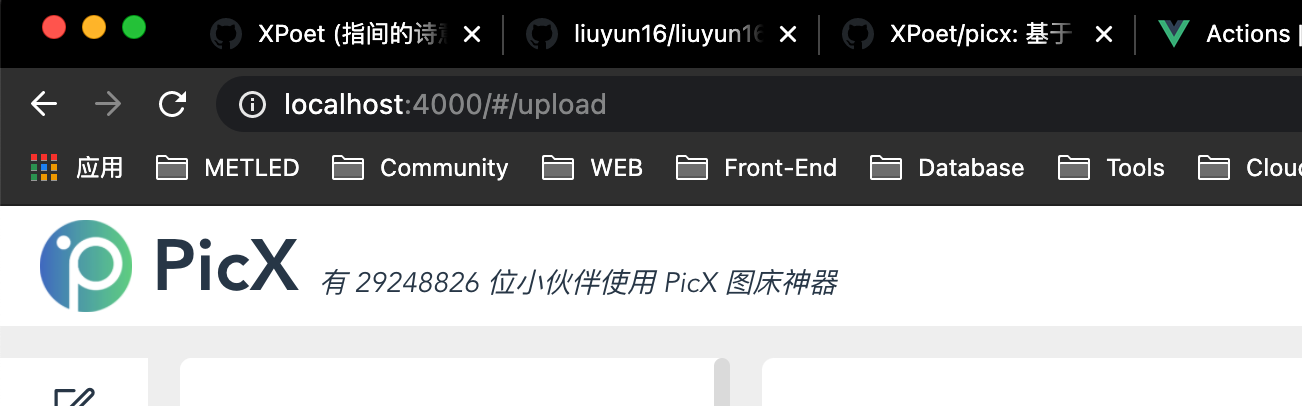 XPoet (指间的诗意
liuyun16/liuyun16
XPoet/picx: 基于
Actions |
localhost:4000/#/upload
应用 METLED Community WEB Front-End Database Tools Cloud
PicX 有 29248826 位小伙伴使用 PicX 图床神器